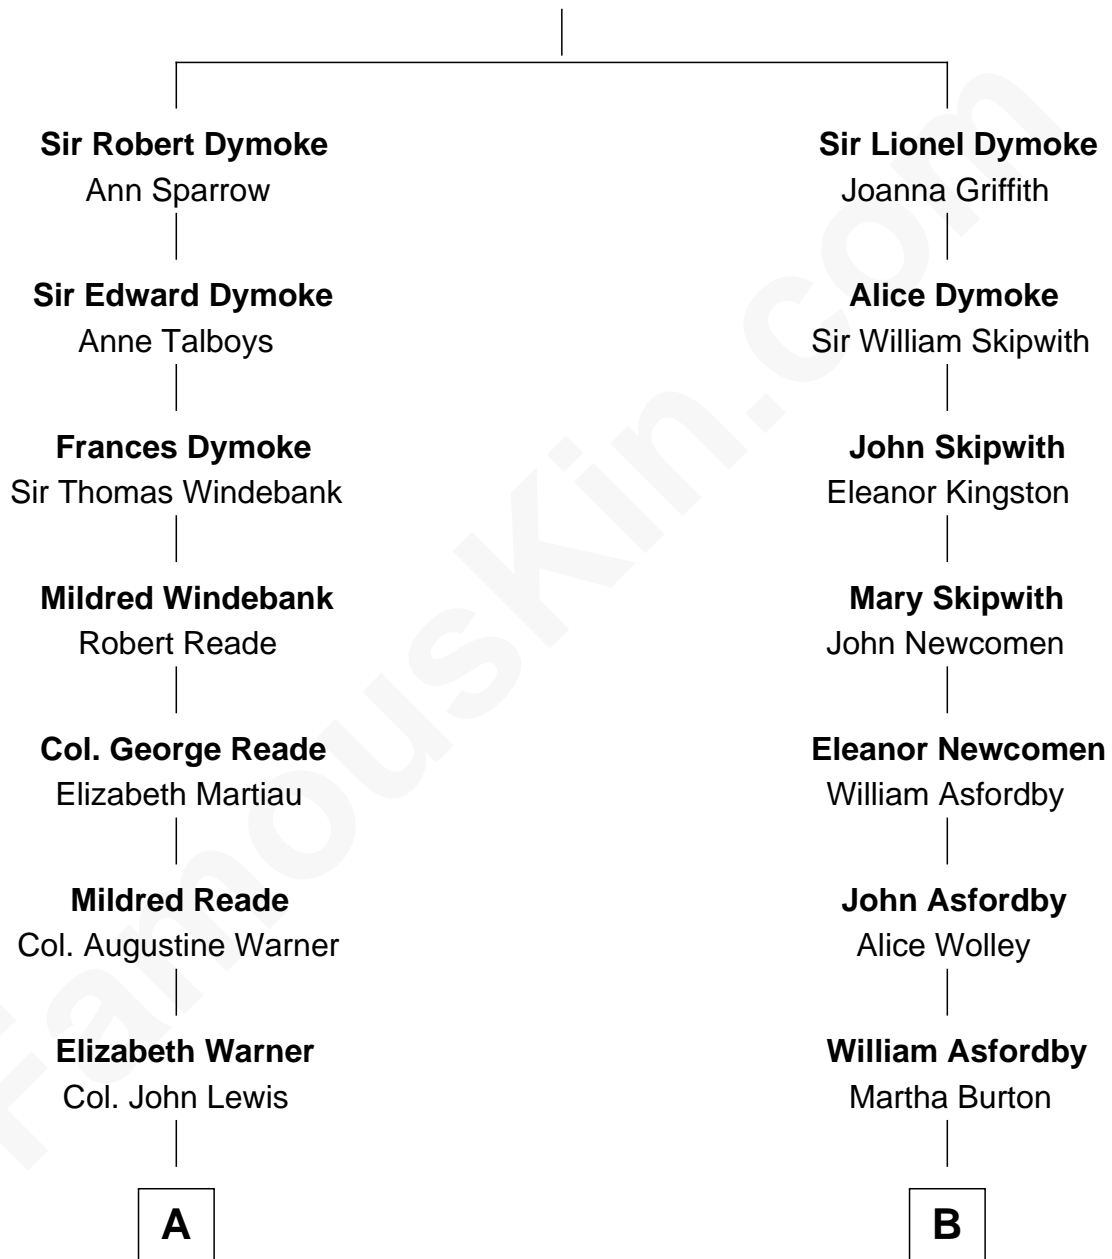 Sir Robert Dymoke
Ann Sparrow
Sir Edward Dymoke
Anne Talboys
Frances Dymoke
Sir Thomas Windebank
Mildred Windebank
Robert Reade
Col. George Reade
Elizabeth Martiau
Mildred Reade
Col. Augustine Warner
Elizabeth Warner
Col. John Lewis
A
Sir Lionel Dymoke
Joanna Griffith
Alice Dymoke
Sir William Skipwith
John Skipwith
Eleanor Kingston
Mary Skipwith
John Newcomen
Eleanor Newcomen
William Asfordby
John Asfordby
Alice Wolley
William Asfordby
Martha Burton
B
FamousKin.com